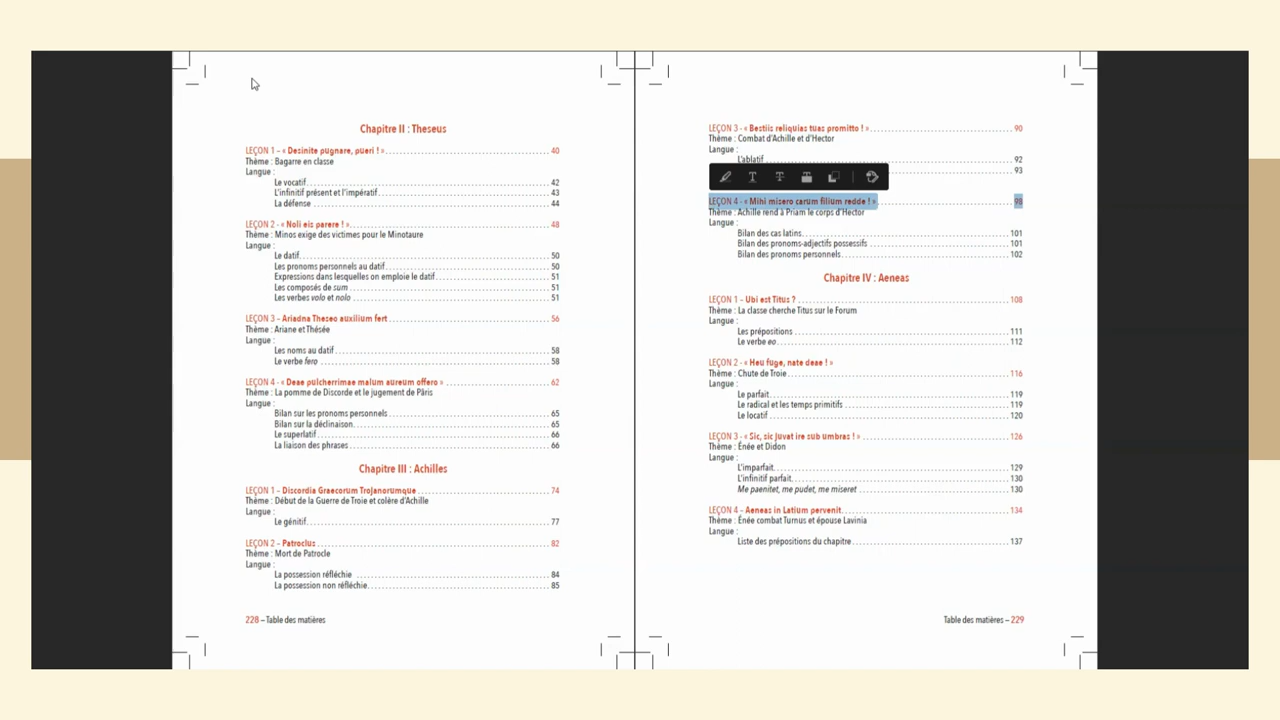 Chapitre II : Theseus
LEÇON 1 – « Desinite pugnare, pueri ! » 40
Thème : Bagarre en classe
Langue :
Le vocatif 42
L'infinitif présent et l'impératif 43
La défense 44
LEÇON 2 - « Noli eis parere ! » 48
Thème : Minos exige des victimes pour le Minotaure
Langue :
Le datif 50
Les pronoms personnels au datif 50
Expressions dans lesquelles on emploie le datif 51
Les composés de sum 51
Les verbes volo et nolo 51
LEÇON 3 – Ariadna Theseo auxilium fert 56
Thème : Ariane et Thésée
Langue :
Les noms au datif 58
Le verbe fero 58
LEÇON 4 - « Deae pulcherrimae malum aureum offero » 62
Thème : La pomme de Discorde et le jugement de Pâris
Langue :
Bilan sur les pronoms personnels 65
Bilan sur la déclinaison 65
Le superlatif 66
La liaison des phrases 66
Chapitre III : Achilles
LEÇON 1 – Discordia Graecorum Trojanorumque 74
Thème : Début de la Guerre de Troie et colère d'Achille
Langue :
Le génitif 77
LEÇON 2 – Patroclus 82
Thème : Mort de Patrocle
Langue :
La possession réfléchie 84
La possession non réfléchie 85
228 – Table des matières
LEÇON 3 - « Bestiis reliquias tuas promitto ! » 90
Thème : Combat d'Achille et d'Hector
Langue :
L'ablatif 92
93
LEÇON 4 - « Mihi misero carum filium redde ! » 98
Thème : Achille rend à Priam le corps d'Hector
Langue :
Bilan des cas latins 101
Bilan des pronoms-adjectifs possessifs 101
Bilan des pronoms personnels 102
Chapitre IV : Aeneas
LEÇON 1 – Ubi est Titus ? 108
Thème : La classe cherche Titus sur le Forum
Langue :
Les prépositions 111
Le verbe eo 112
LEÇON 2 - « Heu fuge, nate deae ! »
Thème : Chute de Troie 116
Langue :
Le parfait 119
Le radical et les temps primitifs 119
Le locatif 120
LEÇON 3 - « Sic, sic juvat ire sub umbras ! » 126
Thème : Énée et Didon
Langue :
L'imparfait 129
L'infinitif parfait 130
Me paenitet, me pudet, me miseret 130
LEÇON 4 – Aeneas in Latium pervenit 134
Thème : Énée combat Turnus et épouse Lavinia
Langue :
Liste des prépositions du chapitre 137
Table des matières – 229